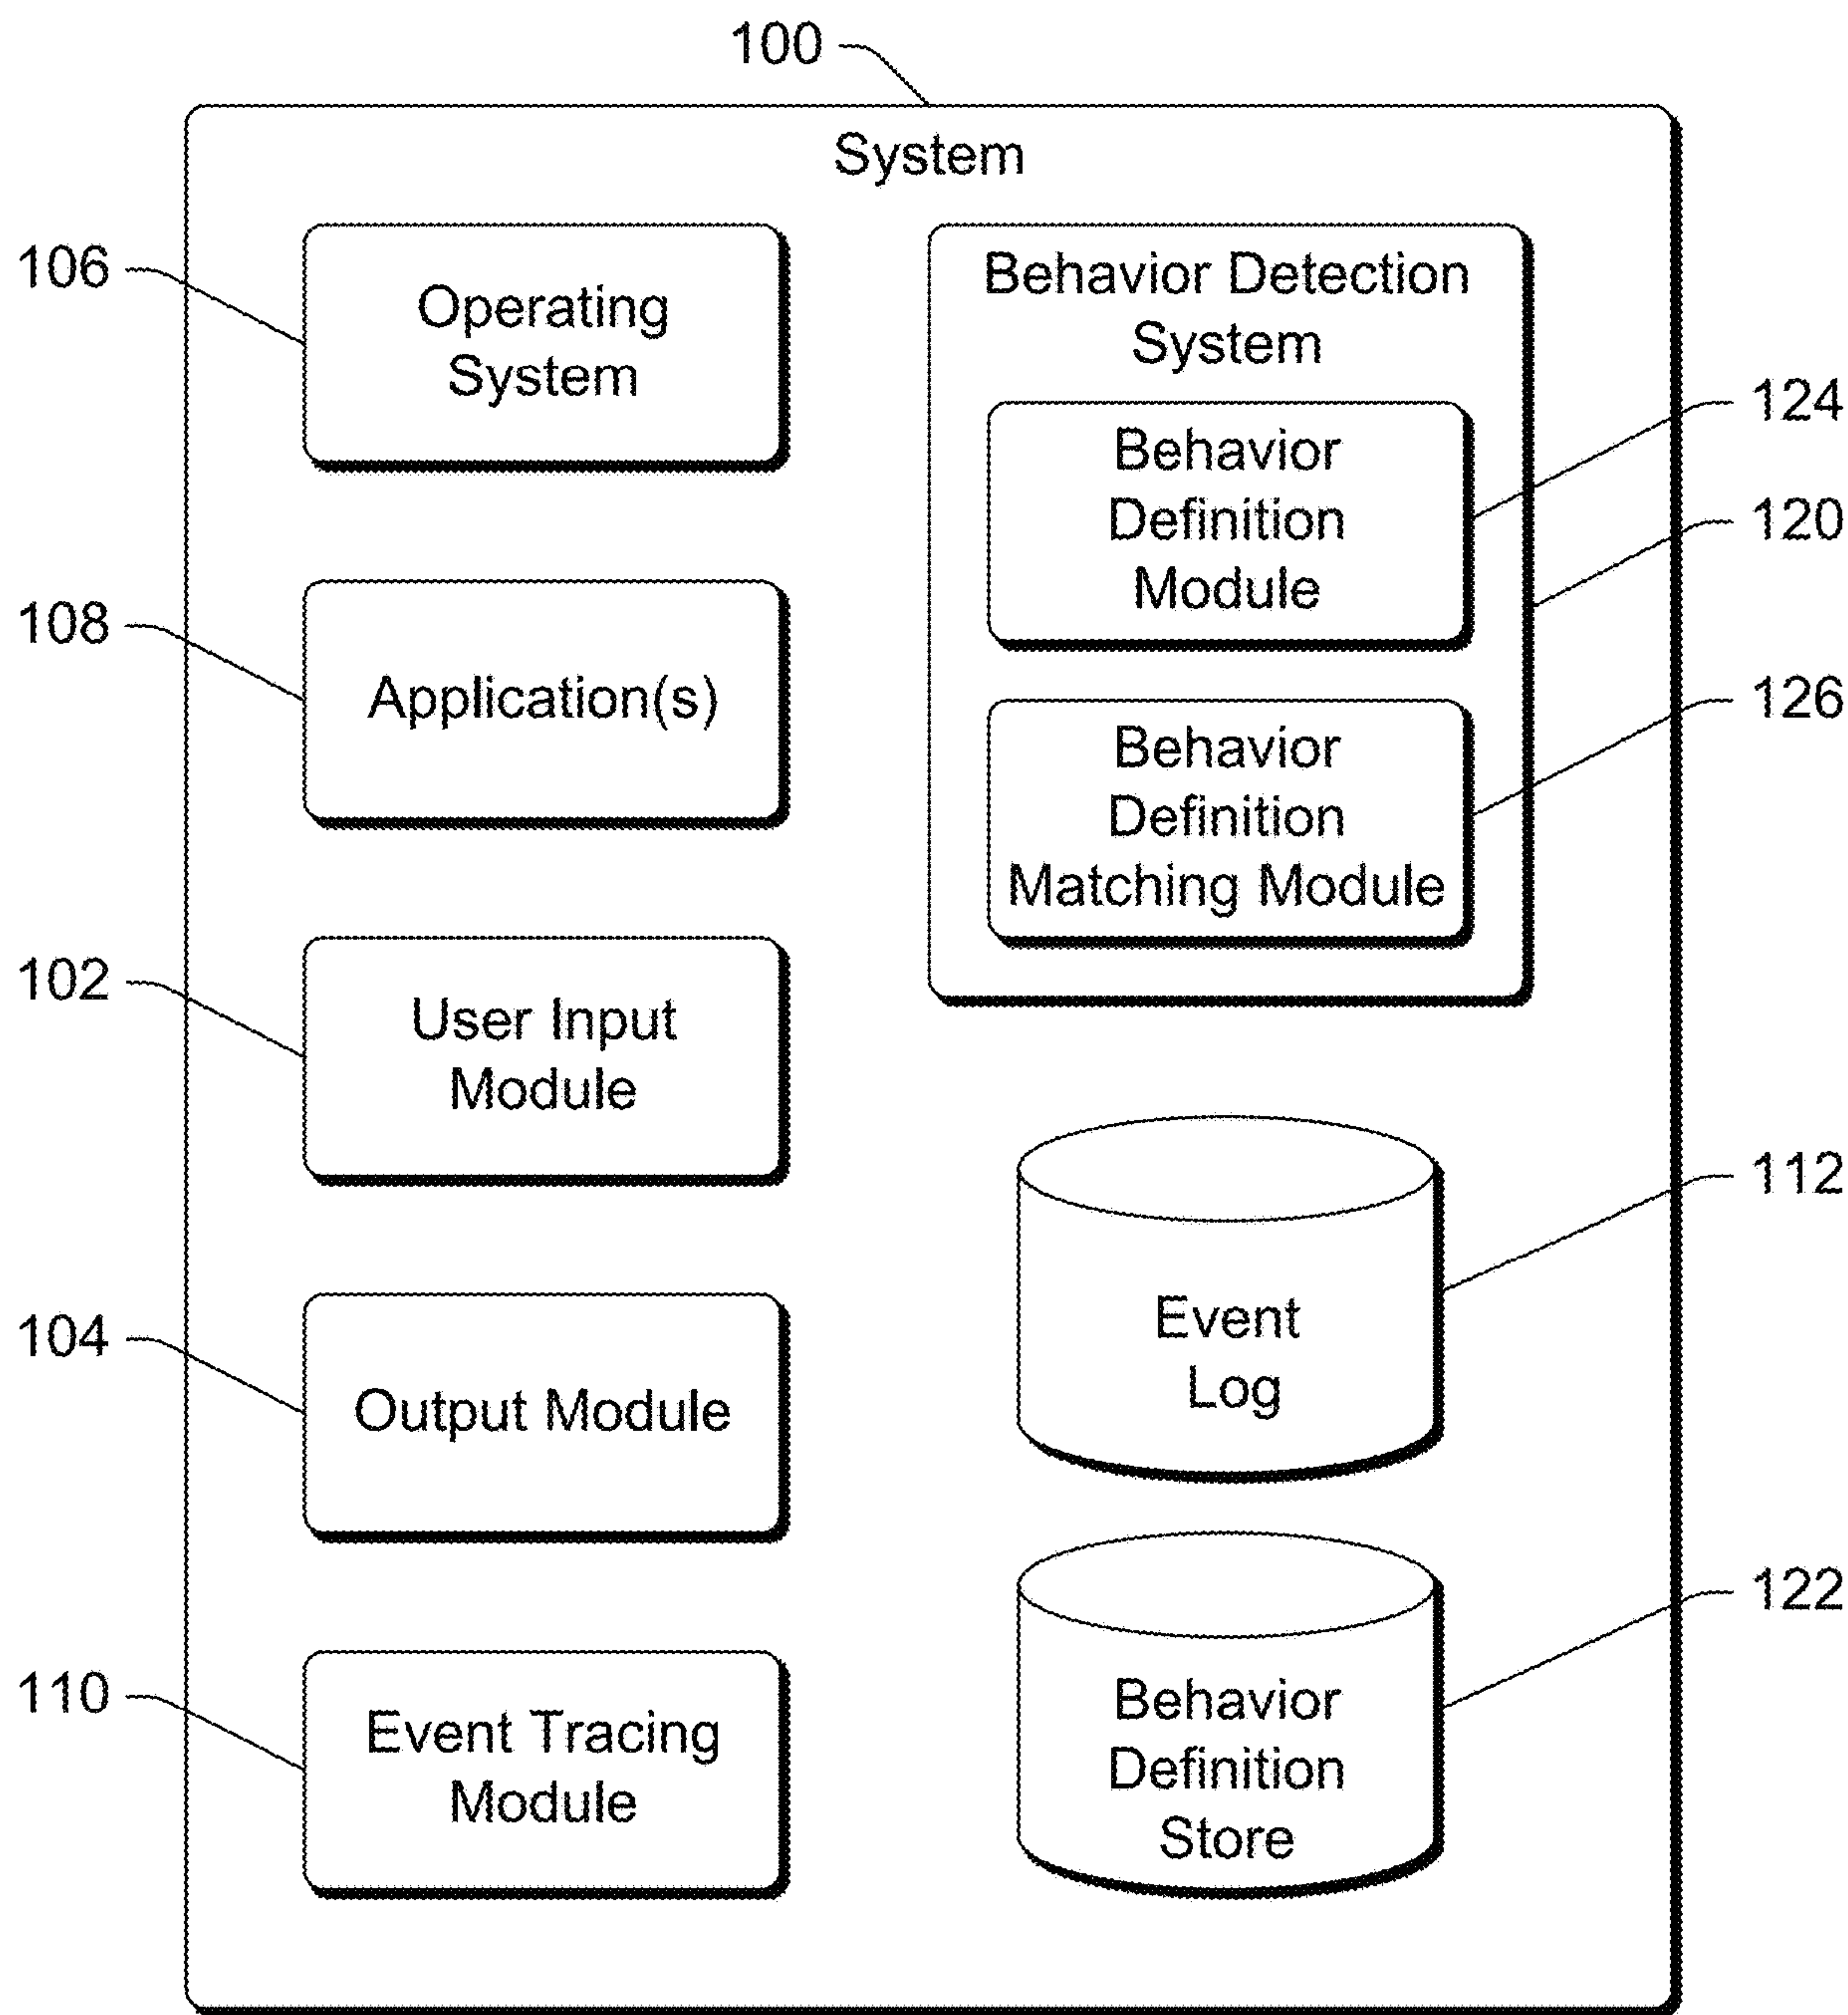 100
System
106
Operating
System
108
Application(s)
102
User Input
Module
104
Output Module
110
Event Tracing
Module
Behavior Detection
System
124
Behavior
Definition
Module
120
126
Behavior
Definition
Matching Module
112
Event
Log
122
Behavior
Definition
Store